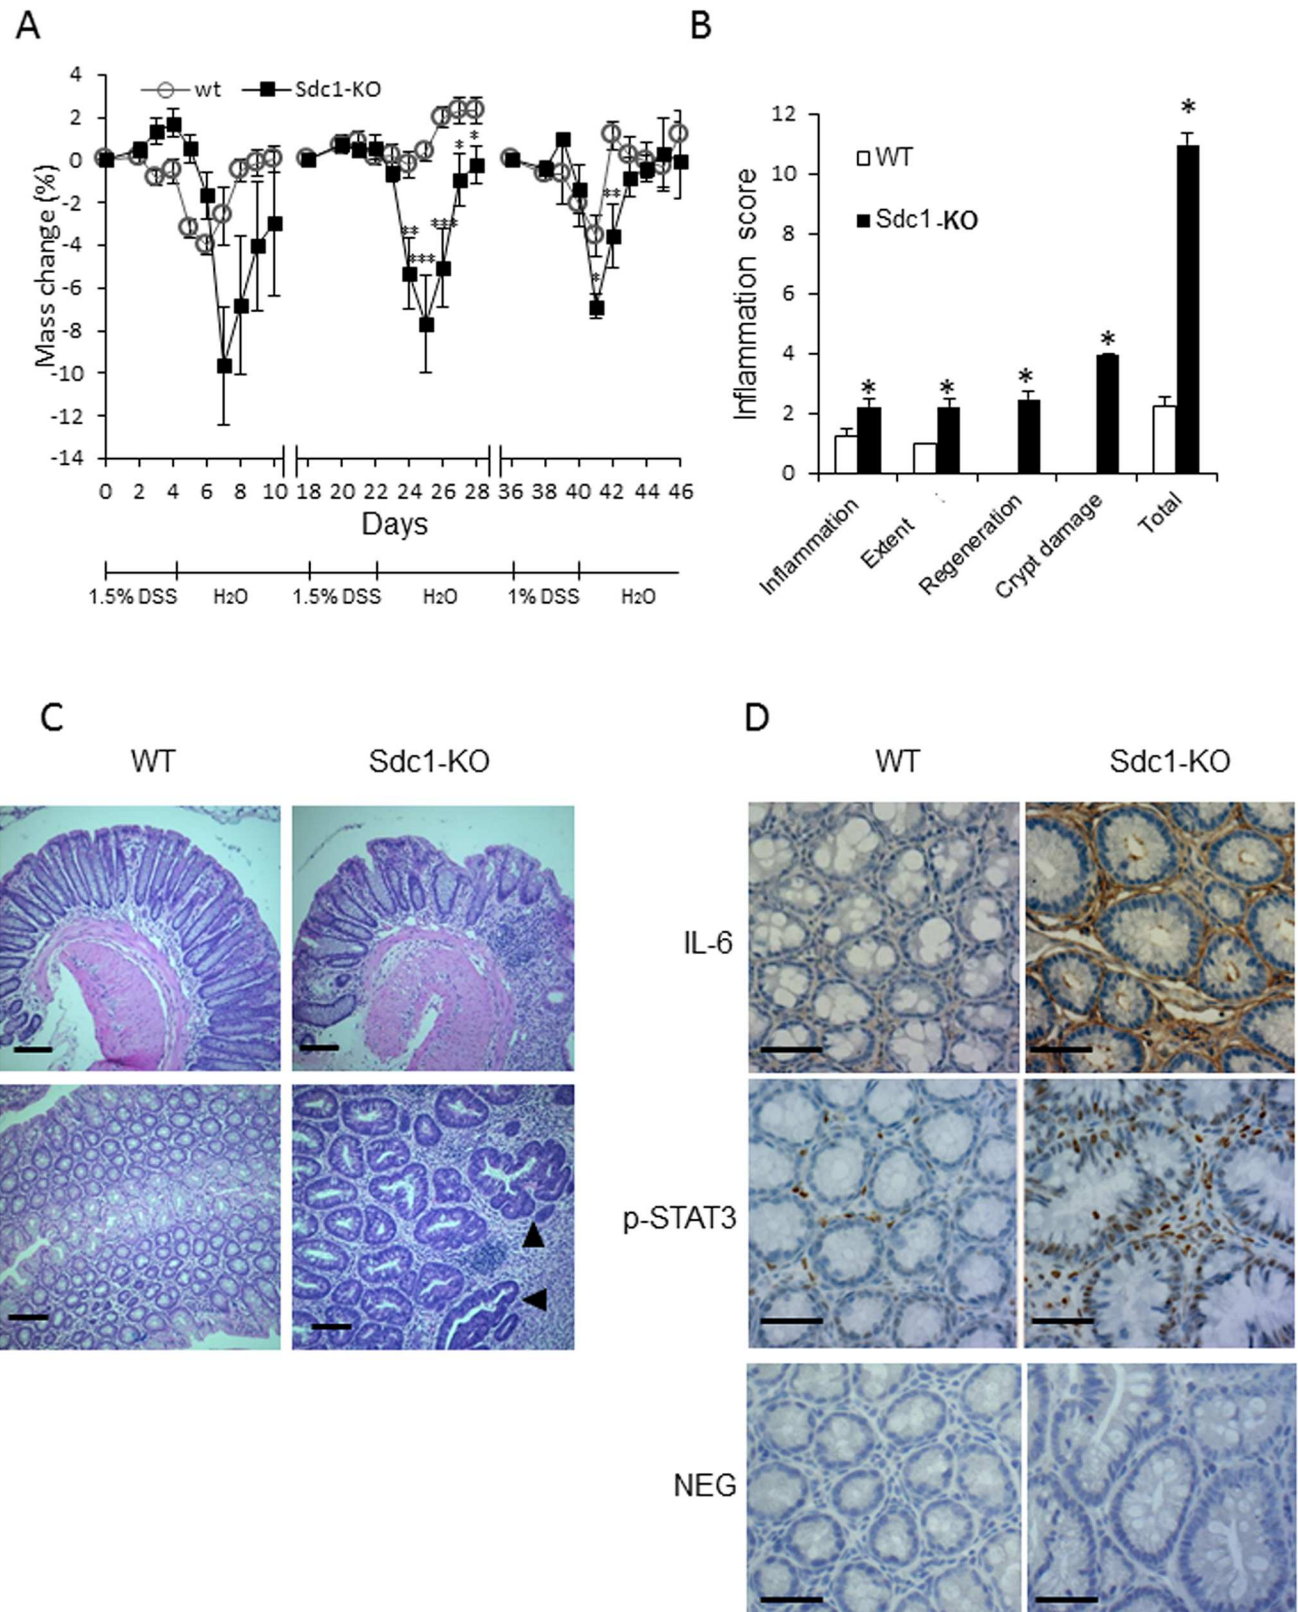 A
4
2
0
-2
-4
-6
-8
-10
-12
-14
Mass change (%)
wt
Sdc1-KO
** *** *** * *
* **
0 2 4 6 8 10 18 20 22 24 26 28 36 38 40 42 44 46
Days
1.5% DSS H2O 1.5% DSS H2O 1% DSS H2O
B
12
10
8
6
4
2
0
Inflammation score
WT
Sdc1-KO
* * * * *
Inflammation
Extent
Regeneration
Crypt damage
Total
C
WT Sdc1-KO
D
WT Sdc1-KO
IL-6
p-STAT3
NEG